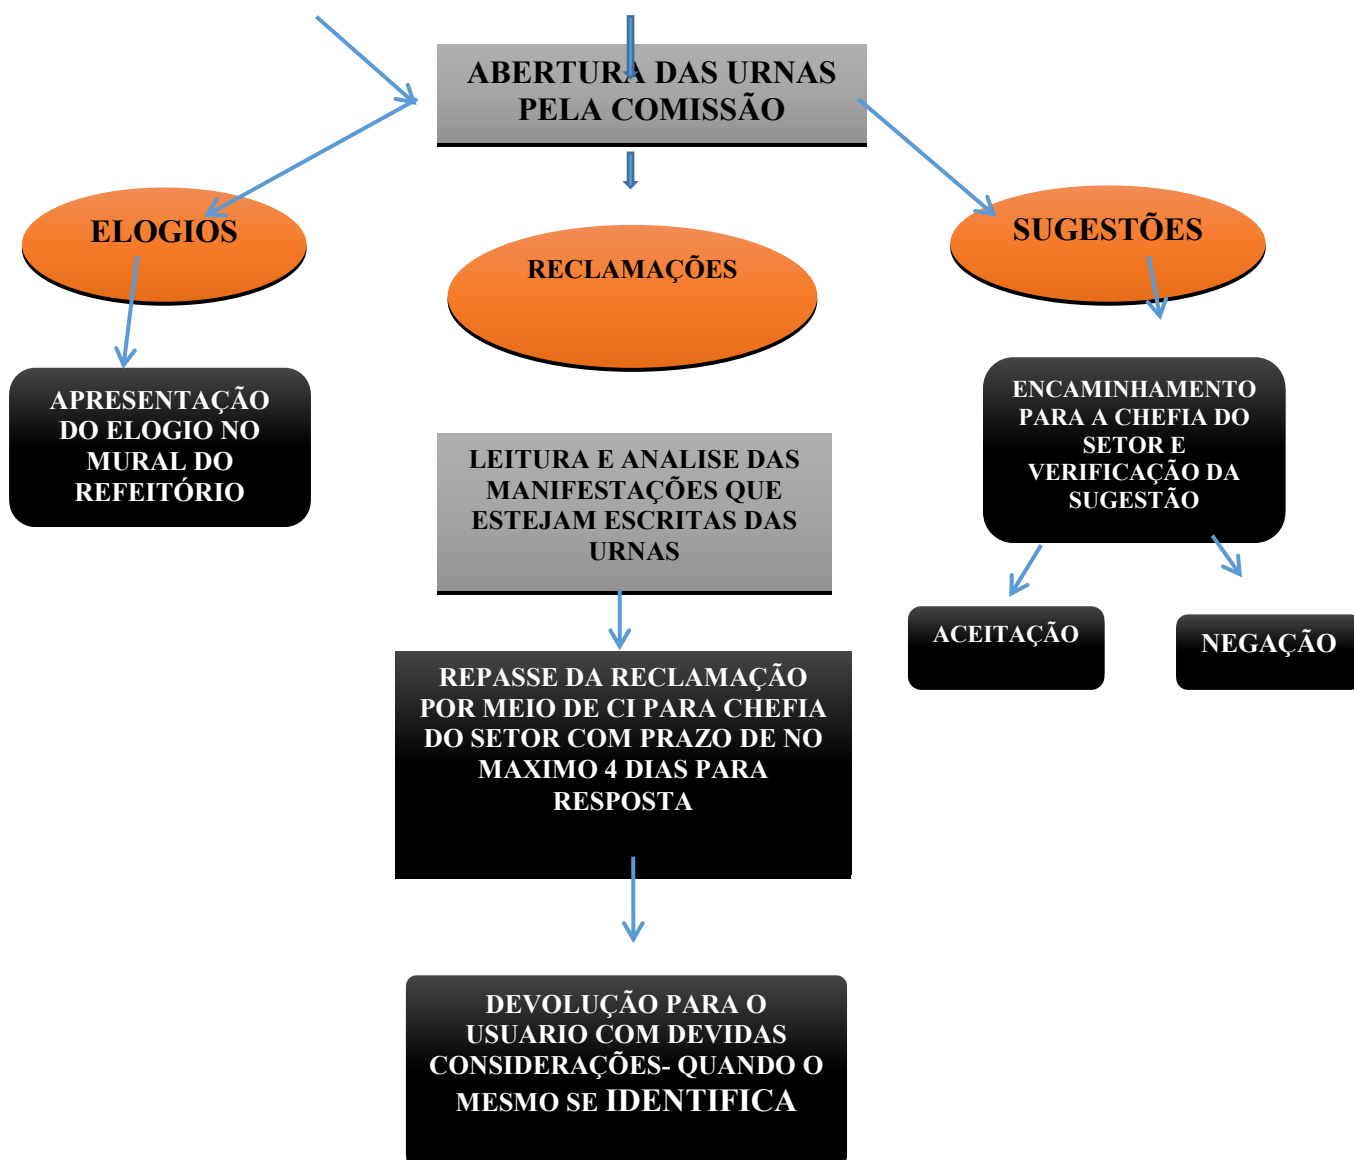 ABERTURA DAS URNAS
PELA COMISSÃO
ELOGIOS
RECLAMAÇÕES
SUGESTÕES
APRESENTAÇÃO
DO ELOGIO NO
MURAL DO
REFEITÓRIO
LEITURA E ANALISE DAS
MANIFESTAÇÕES QUE
ESTEJAM ESCRITAS DAS
URNAS
ENCAMINHAMENTO
PARA A CHEFIA DO
SETOR E
VERIFICAÇÃO DA
SUGESTÃO
ACEITAÇÃO
NEGAÇÃO
REPASSE DA RECLAMAÇÃO
POR MEIO DE CI PARA CHEFIA
DO SETOR COM PRAZO DE NO
MAXIMO 4 DIAS PARA
RESPOSTA
DEVOLUÇÃO PARA O
USUARIO COM DEVIDAS
CONSIDERAÇÕES- QUANDO O
MESMO SE IDENTIFICA